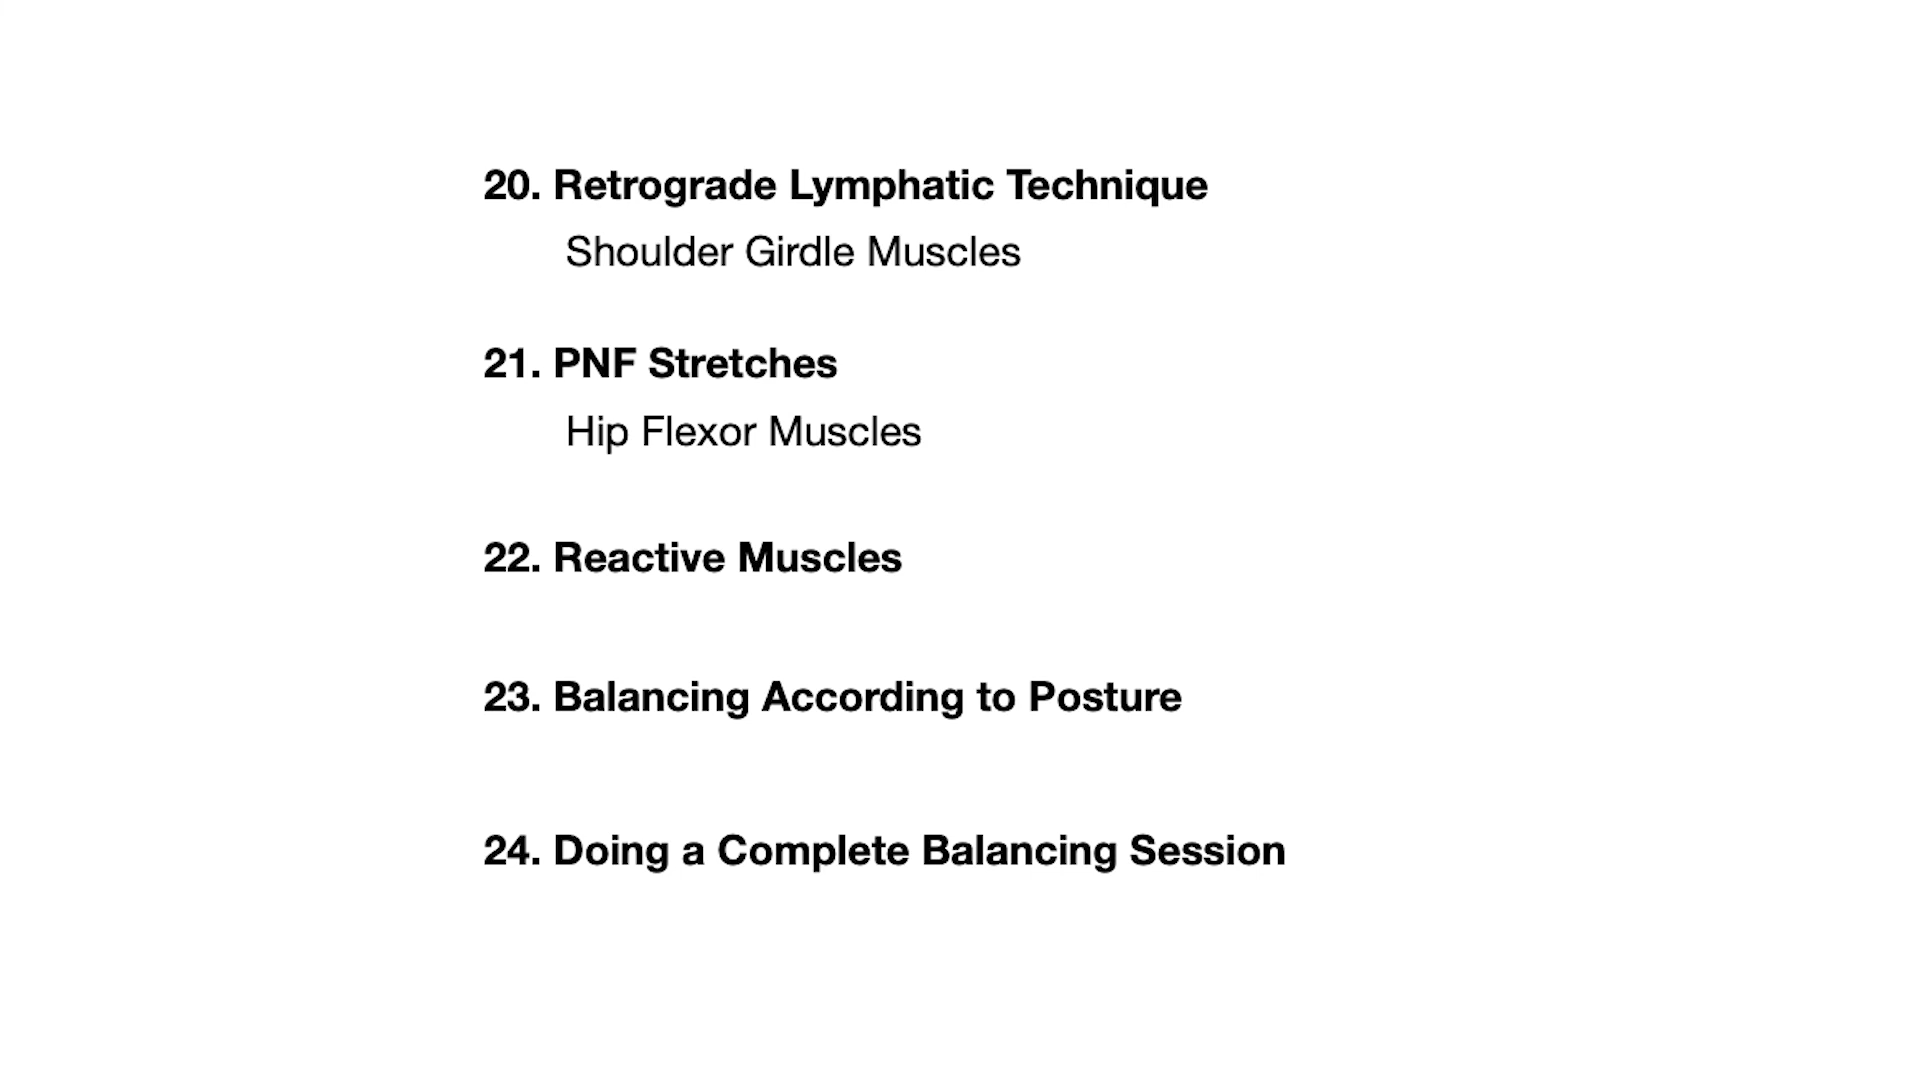 20. Retrograde Lymphatic Technique
Shoulder Girdle Muscles
21. PNF Stretches
Hip Flexor Muscles
22. Reactive Muscles
23. Balancing According to Posture
24. Doing a Complete Balancing Session